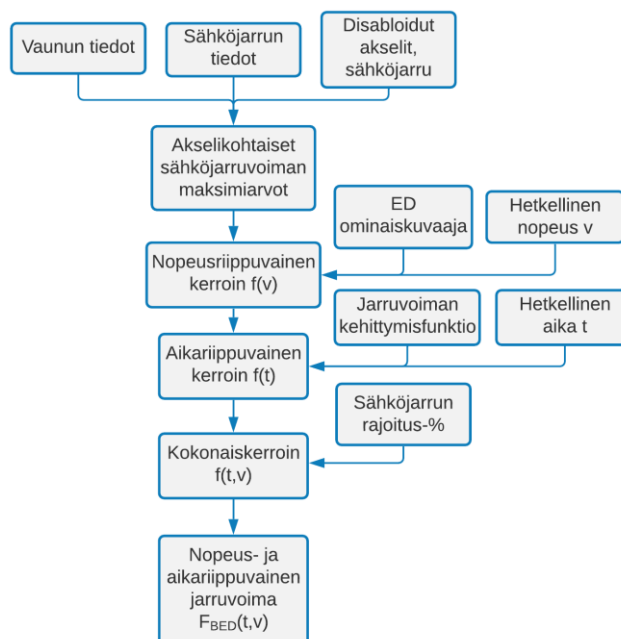 Vaunun tiedot
Sähköjarrun
tiedot
Disabloidut
akselit,
sähköjarru
Akselikohtaiset
sähköjarruvoiman
maksimiarvot
ED
ominaiskuvaaja
Hetkellinen
nopeus v
Nopeusriippuvainen
kerroin f(v)
Jarruvoiman
kehittymisfunktio
Hetkellinen
aika t
Aikariippuvainen
kerroin f(t)
Sähköjarrun
rajoitus-%
Kokonaiskerroin
f(t,v)
Nopeus- ja
aikariippuvainen
jarruvoima
FBED(t,v)